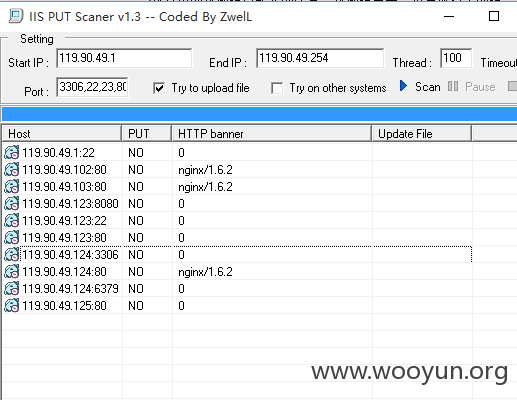 IIS PUT Scaner v1.3 -- Coded By ZwelL
Setting
Start IP : 119.90.49.1 End IP : 119.90.49.254 Thread : 100 Timeout
Port : 3306,22,23,80 Try to upload file Try on other systems Scan Pause
Host PUT HTTP banner Update File
119.90.49.1:22 NO 0
119.90.49.102:80 NO nginx/1.6.2
119.90.49.103:80 NO nginx/1.6.2
119.90.49.123:8080 NO 0
119.90.49.123:22 NO 0
119.90.49.123:80 NO 0
119.90.49.124:3306 NO 0
119.90.49.124:80 NO nginx/1.6.2
119.90.49.124:6379 NO 0
119.90.49.125:80 NO 0
www.wooyun.org